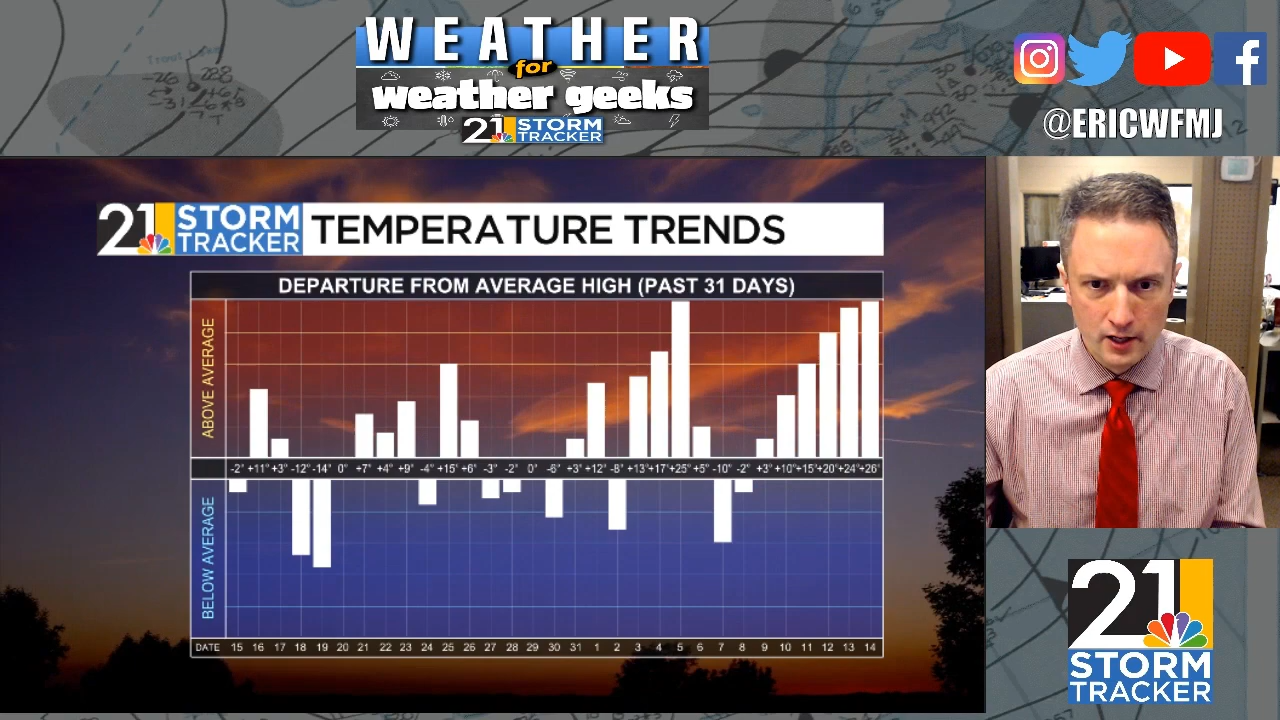 WEATHER
for
weather geeks
21 STORM
TRACKER
@ERICWFMJ
21 STORM
TRACKER
TEMPERATURE TRENDS
DEPARTURE FROM AVERAGE HIGH (PAST 31 DAYS)
ABOVE AVERAGE
-2° +11° +3° -12° -14° 0° +7° +4° +9° -4° +15° +6° -3° -2° 0° -6° +3° +12° -8° +13° +17° +25° +5° -10° -2° +3° +10° +15° +20° +24° +26°
BELOW AVERAGE
DATE 15 16 17 18 19 20 21 22 23 24 25 26 27 28 29 30 31 1 2 3 4 5 6 7 8 9 10 11 12 13 14
21
STORM
TRACKER